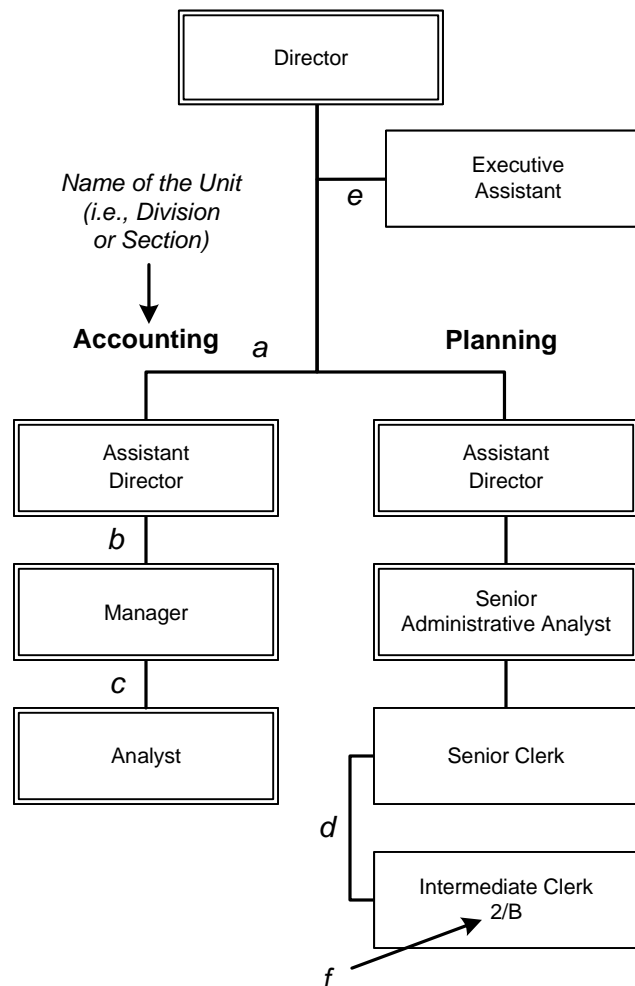 Director
Executive
Assistant
e
Name of the Unit
(i.e., Division
or Section)
Accounting
a
Planning
Assistant
Director
Assistant
Director
b
Manager
Senior
Administrative Analyst
c
Analyst
Senior Clerk
d
Intermediate Clerk
2/B
f